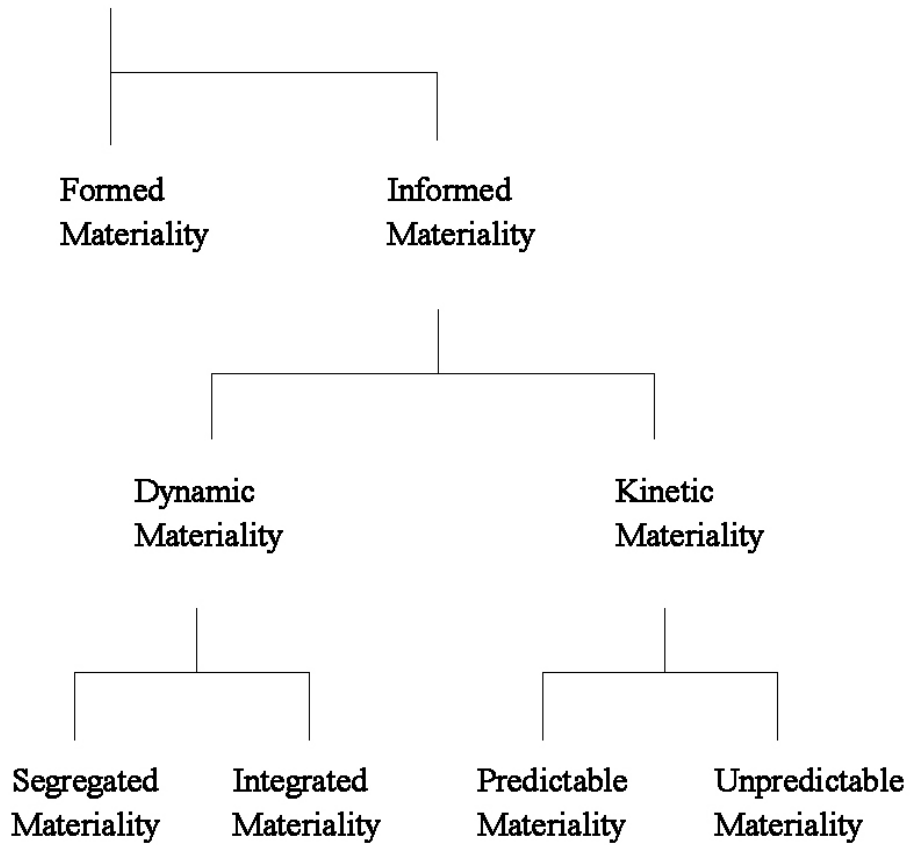 Formed
Materiality
Informed
Materiality
Dynamic
Materiality
Kinetic
Materiality
Segregated
Materiality
Integrated
Materiality
Predictable
Materiality
Unpredictable
Materiality